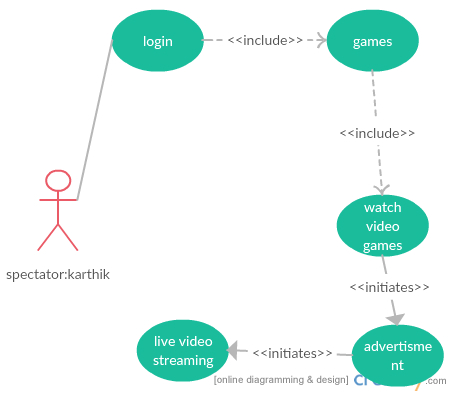 login
<<include>>
games
<<include>>
watch
video
games
spectator:karthik
<<initiates>>
live video
streaming
<<initiates>>
advertisme
nt
[online diagramming & design]
.com